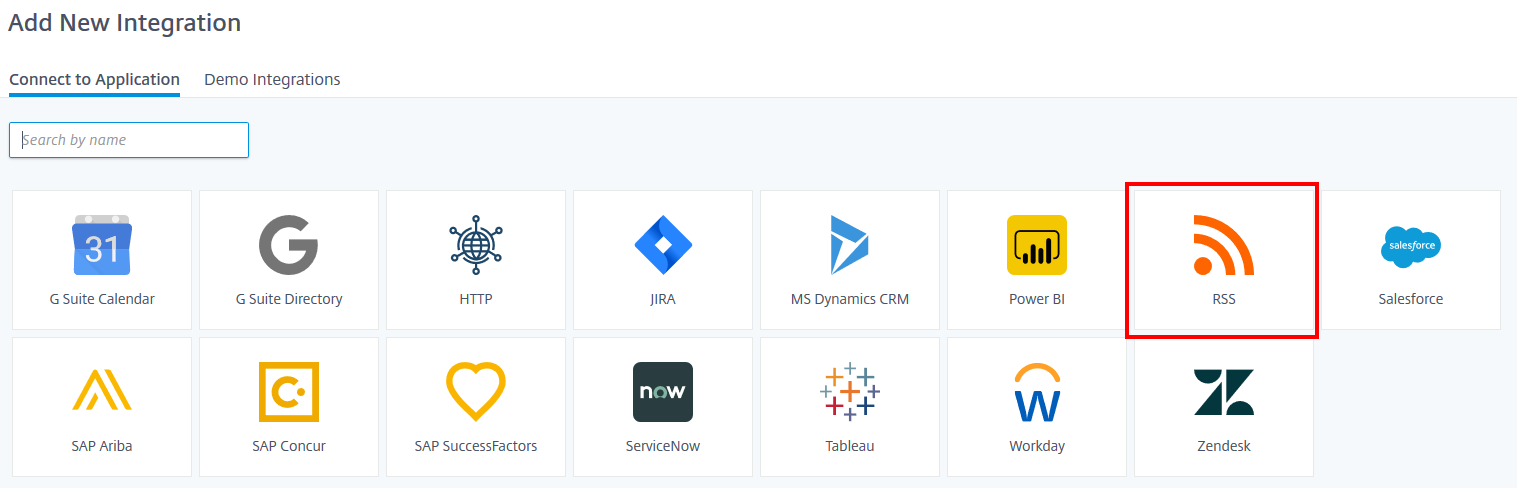 Add New Integration
Connect to Application Demo Integrations
Search by name
31 salesforce
G Suite Calendar G Suite Directory HTTP JIRA MS Dynamics CRM Power BI RSS Salesforce
now
SAP Ariba SAP Concur SAP SuccessFactors ServiceNow Tableau Workday Zendesk